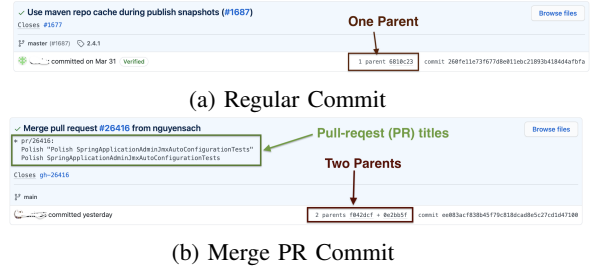 Use maven repo cache during publish snapshots (#1687)
Browse files
Closes #1677
One Parent
master (#1687) 2.4.1
committed on Mar 31 Verified
1 parent 6810c23 commit 260fe11e73f677d8e011ebc21893b4184d4afbfa
(a) Regular Commit
Merge pull request #26416 from nguyensach
Browse files
* pr/26416:
Polish "Polish SpringApplicationAdminJmxAutoConfigurationTests"
Polish SpringApplicationAdminJmxAutoConfigurationTests
Pull-reqest (PR) titles
Closes gh-26416
Two Parents
main
committed yesterday
2 parents f042dcf + 0e2bb5f commit ee083acf838b45f79c818dcad8e5c27cd1d47100
(b) Merge PR Commit